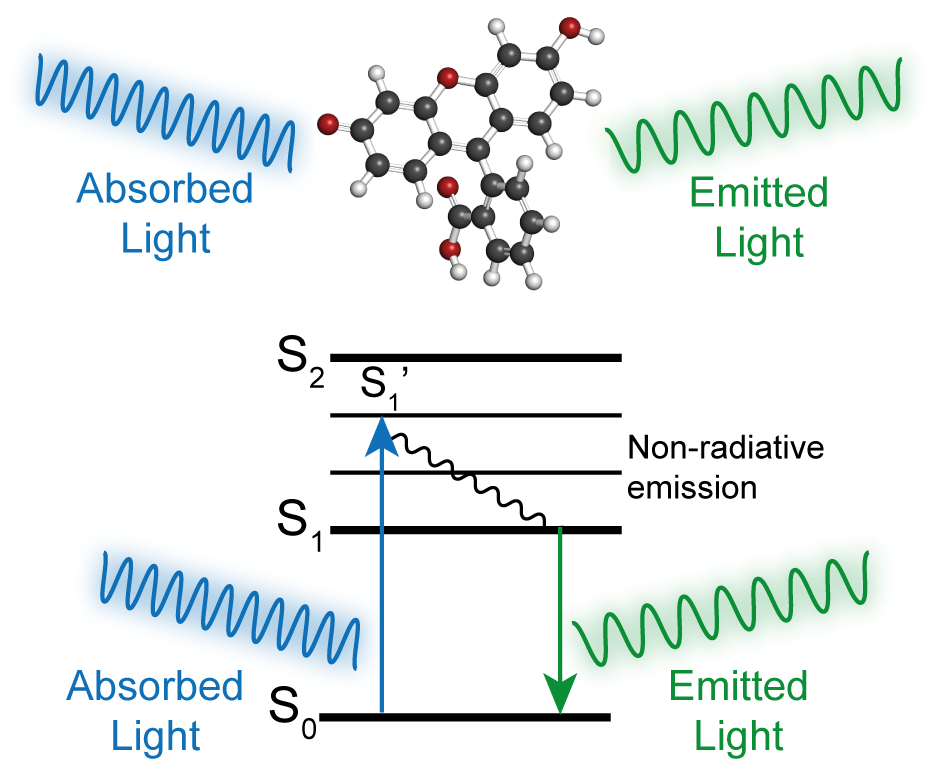 Absorbed
Light
Emitted
Light
S2
S1’
Non-radiative
emission
S1
Absorbed
Light
S0
Emitted
Light